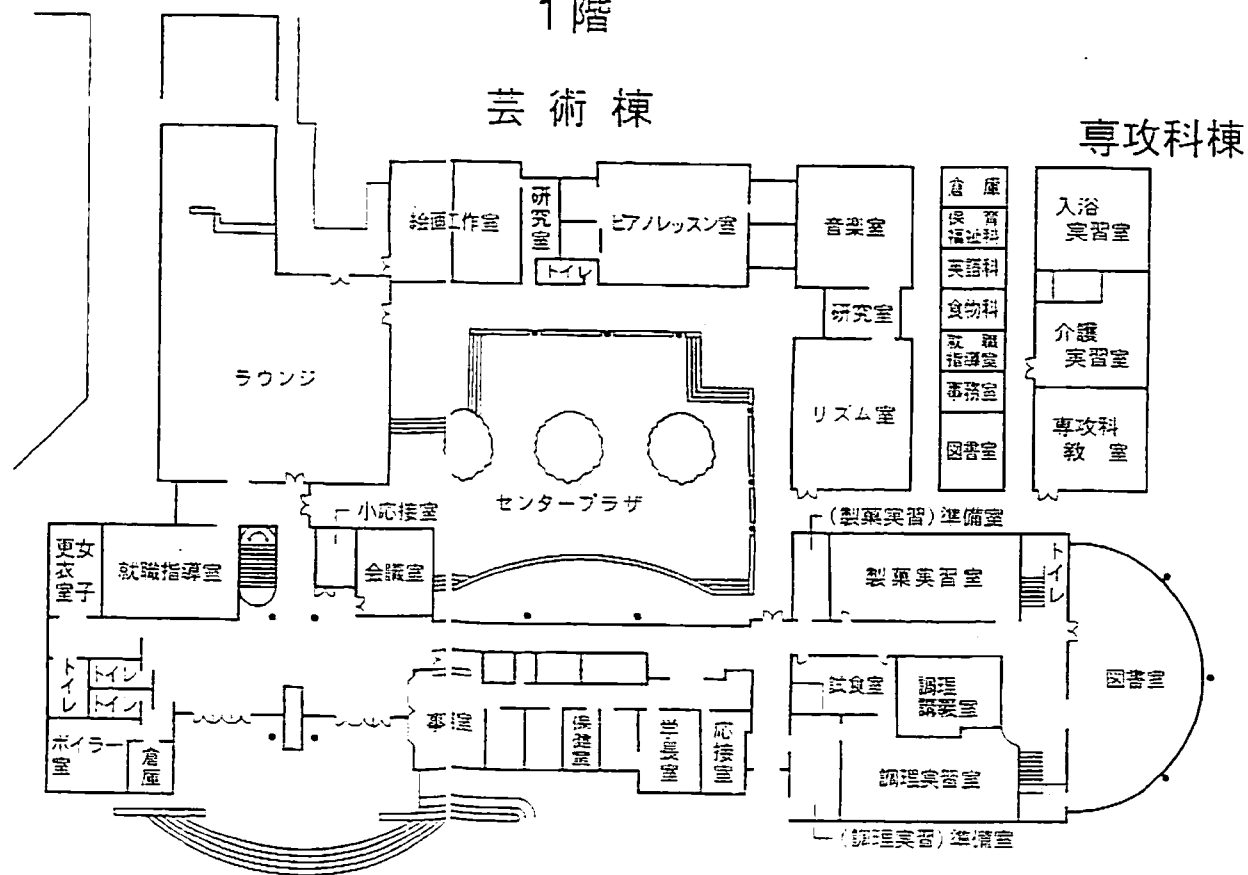 1階
芸術棟
専攻科棟
絵画工作室
研究室
ピアノレッスン室
トイレ
音楽室
研究室
リズム室
倉庫
保育
福祉科
英語科
食物科
就職
指導室
事務室
図書室
入浴
実習室
介護
実習室
専攻科
教室
ラウンジ
センタープラザ
小応接室
会議室
女子
更衣室
就職指導室
トイレ
トイレ
トイレ
ボイラー
室
倉庫
保健室
学長室
応接室
(製菓実習)準備室
製菓実習室
トイレ
試食室
調理
調理実習室
(調理実習)準備室
図書室